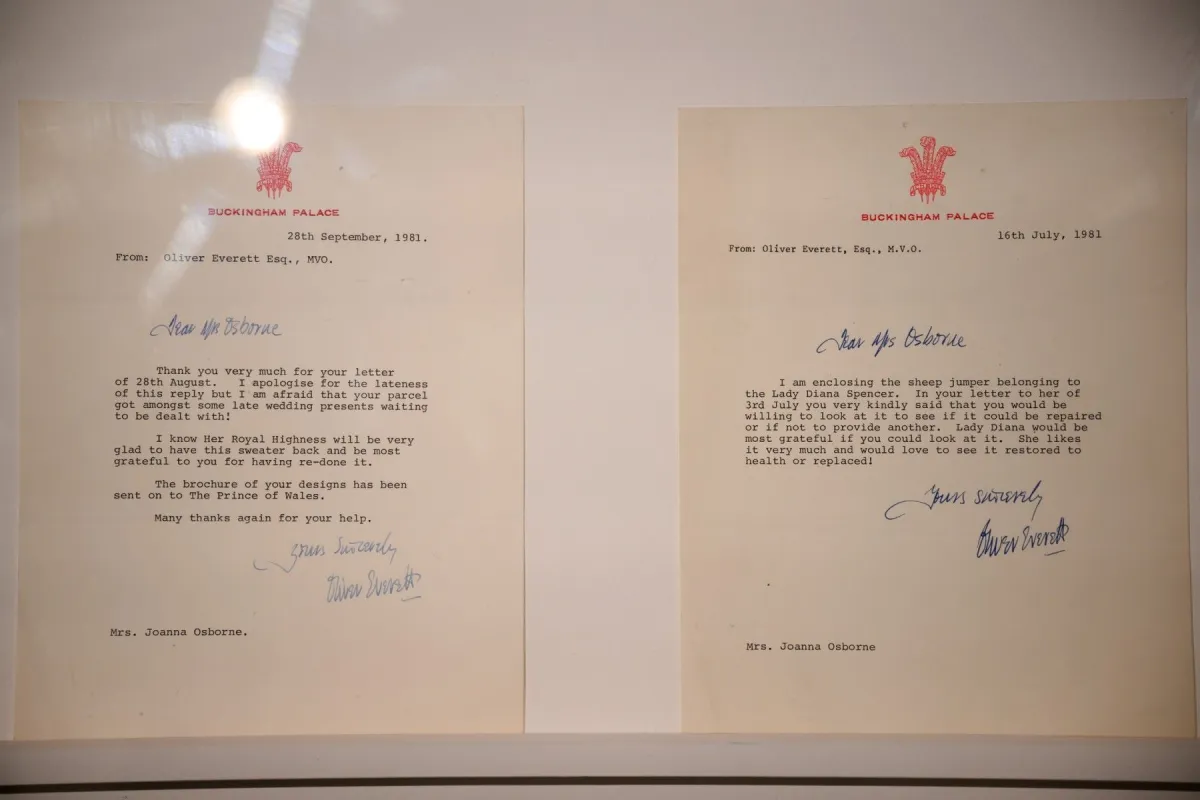 BUCKINGHAM PALACE
28th September, 1981.
From: Oliver Everett Esq., MVO.
Dear Mrs Osborne
Thank you very much for your letter
of 28th August. I apologise for the lateness
of this reply but I am afraid that your parcel
got amongst some late wedding presents waiting
to be dealt with!
I know Her Royal Highness will be very
glad to have this sweater back and be most
grateful to you for having re-done it.
The brochure of your designs has been
sent on to The Prince of Wales.
Many thanks again for your help.
Yours Sincerely
Oliver Everett
Mrs. Joanna Osborne.
BUCKINGHAM PALACE
16th July, 1981
From: Oliver Everett, Esq., M.V.O.
Dear Mrs Osborne
I am enclosing the sheep jumper belonging to
the Lady Diana Spencer. In your letter to her of
3rd July you very kindly said that you would be
willing to look at it to see if it could be repaired
or if not to provide another. Lady Diana would be
most grateful if you could look at it. She likes
it very much and would love to see it restored to
health or replaced!
Yours sincerely
Oliver Everett
Mrs. Joanna Osborne